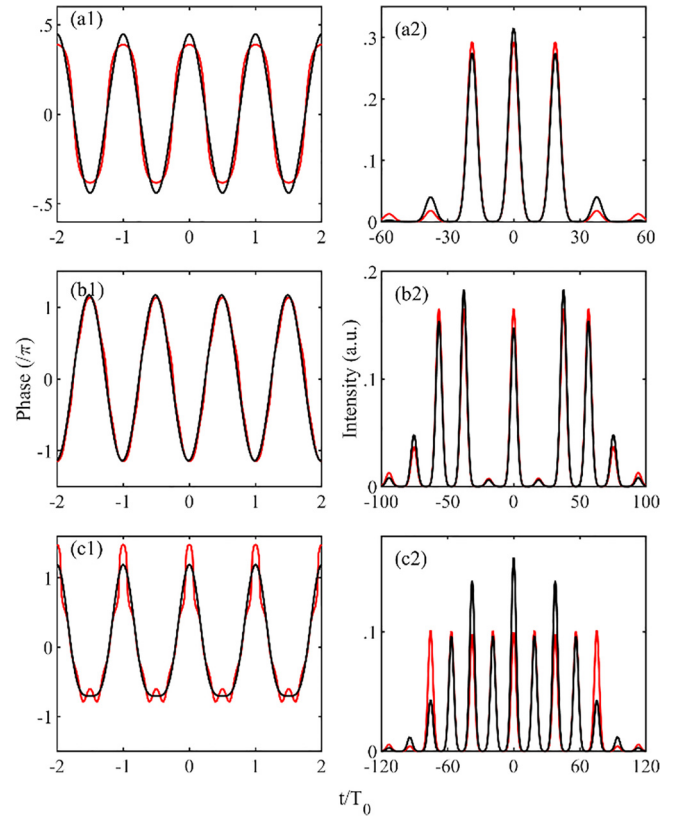 (a1)
.5
0
-.5
-2 -1 0 1 2
(a2)
.3
.2
.1
0
-60 -30 0 30 60
(b1)
1
0
-1
-2 -1 0 1 2
Phase (/π)
(b2)
.2
.1
0
-100 -50 0 50 100
Intensity (a.u.)
(c1)
1
0
-1
-2 -1 0 1 2
(c2)
.1
0
-120 -60 0 60 120
t/T0